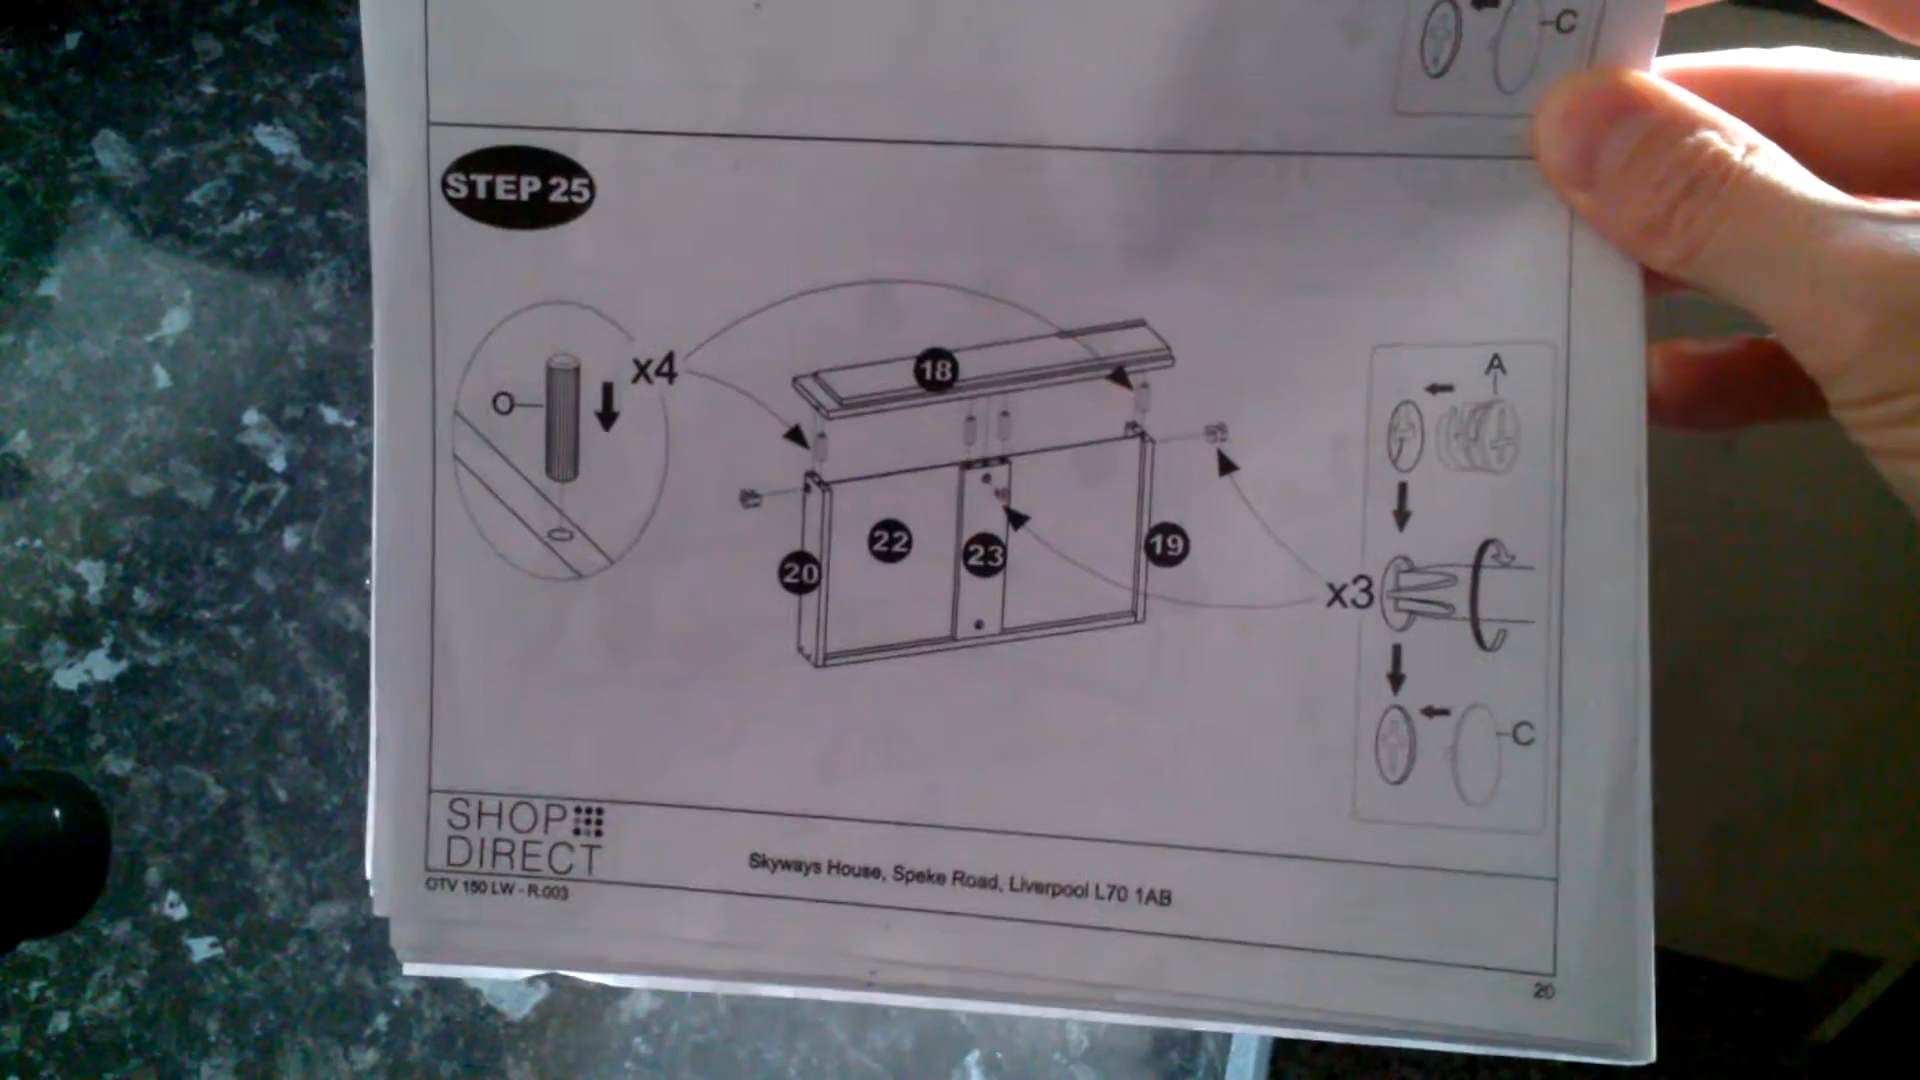 C
STEP 25
x4
O
18
A
22
23
19
20
x3
C
SHOP
DIRECT
Skyways House, Speke Road, Liverpool L70 1AB
OTV 150 LW - R.003
20